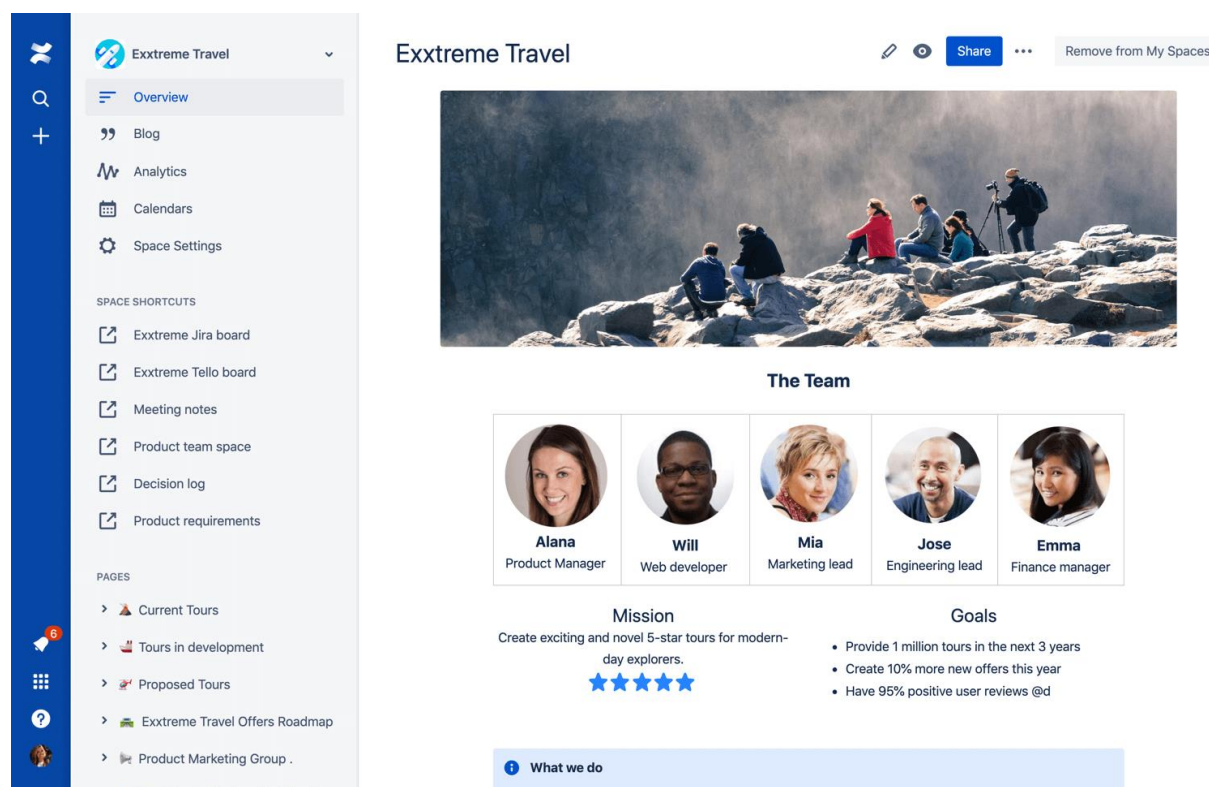 Exxtreme Travel
Overview
Blog
Analytics
Calendars
Space Settings
SPACE SHORTCUTS
Exxtreme Jira board
Exxtreme Tello board
Meeting notes
Product team space
Decision log
Product requirements
PAGES
Current Tours
Tours in development
Proposed Tours
Exxtreme Travel Offers Roadmap
Product Marketing Group .
6
?
Exxtreme Travel
Share
Remove from My Spaces
The Team
Alana
Product Manager
Will
Web developer
Mia
Marketing lead
Jose
Engineering lead
Emma
Finance manager
Mission
Create exciting and novel 5-star tours for modern-
day explorers.
Goals
• Provide 1 million tours in the next 3 years
• Create 10% more new offers this year
• Have 95% positive user reviews @d
What we do